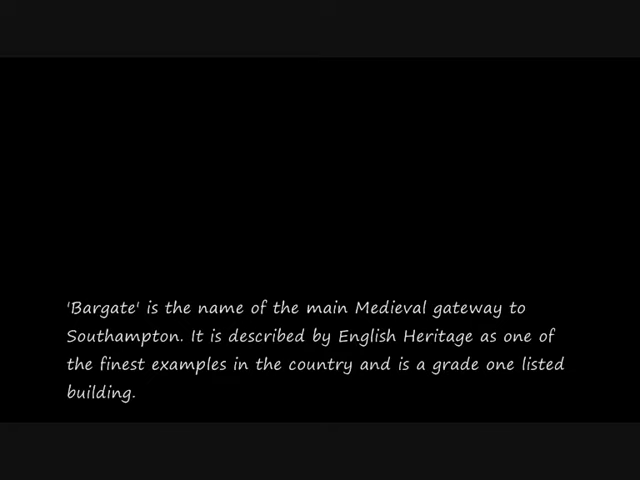 'Bargate' is the name of the main Medieval gateway to
Southampton. It is described by English Heritage as one of
the finest examples in the country and is a grade one listed
building.